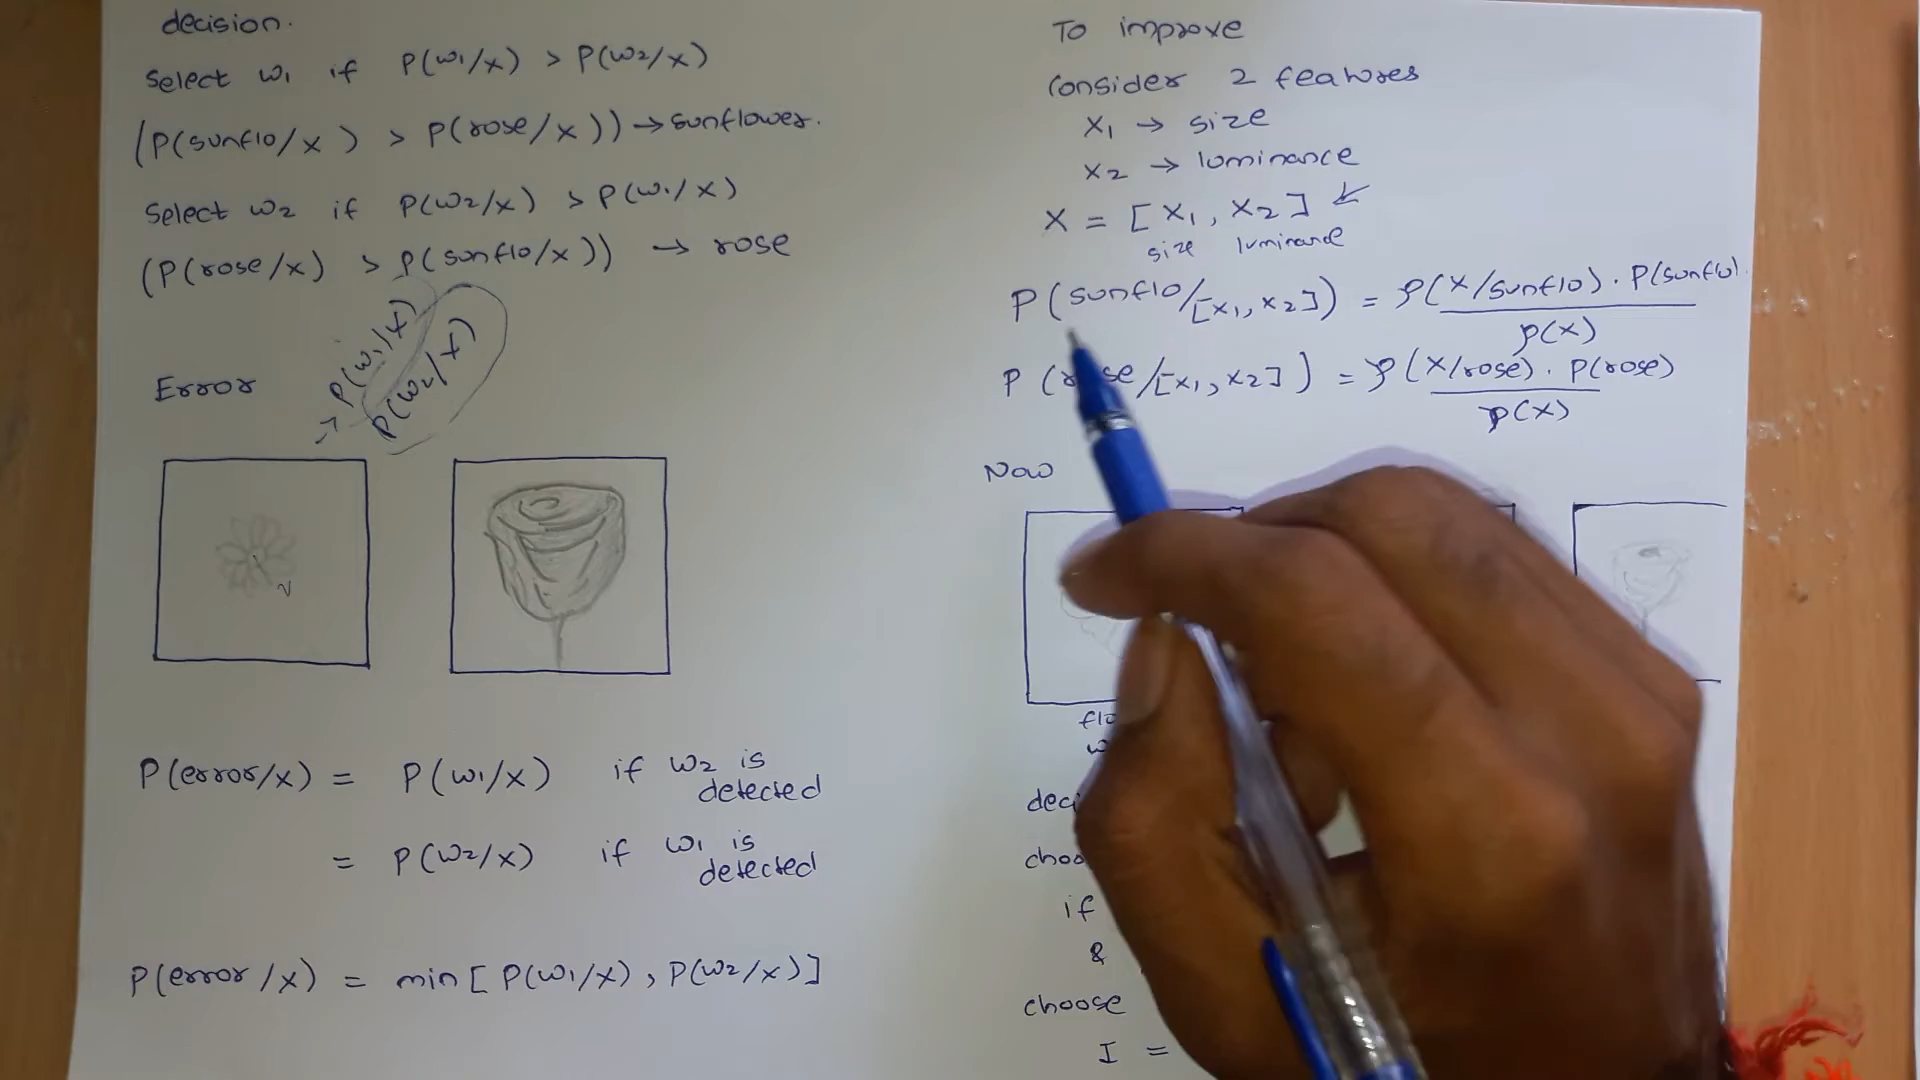 decision.
Select ω1 if P(ω1/x) > P(ω2/x)
(P(sunflo/x) > P(rose/x)) → sunflower.
Select ω2 if P(ω2/x) > P(ω1/x)
(P(rose/x) > P(sunflo/x)) → rose
→ P(ω1/x)
P(ω2/x)
Error
P(error/x) = P(ω1/x) if ω2 is
detected
= P(ω2/x) if ω1 is
detected
P(error/x) = min[P(ω1/x), P(ω2/x)]
To improve
Consider 2 features
x1 → size
x2 → luminance
X = [x1, x2]
size luminance
P(sunflo/[x1, x2]) = P(X/sunflo) . P(sunflo)
P(X)
P( /[x1, x2]) = P(X/rose) . P(rose)
P(X)
Now
if
&
choose
I =